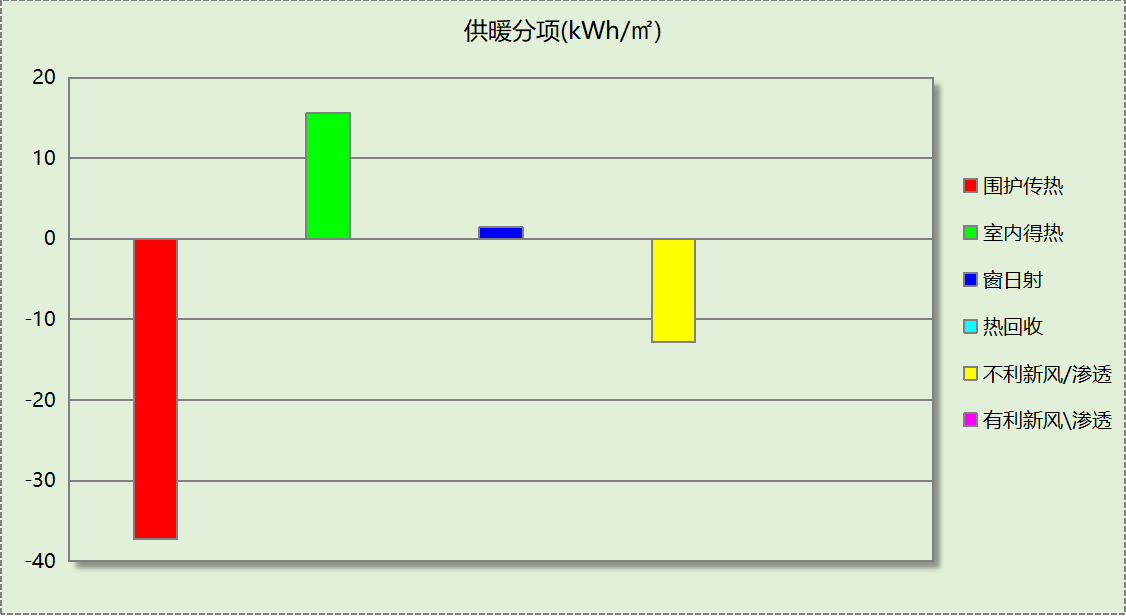 供暖分项(kWh/㎡)
20
10
0
-10
-20
-30
-40
围护传热
室内得热
窗日射
热回收
不利新风/渗透
有利新风\渗透